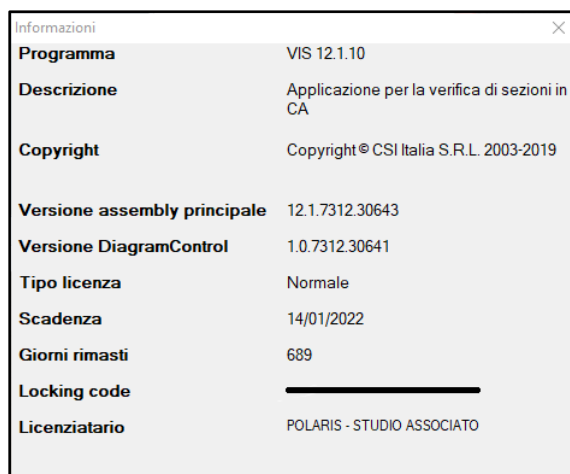 Informazioni
Programma VIS 12.1.10
Descrizione Applicazione per la verifica di sezioni in
CA
Copyright Copyright © CSI Italia S.R.L. 2003-2019
Versione assembly principale 12.1.7312.30643
Versione DiagramControl 1.0.7312.30641
Tipo licenza Normale
Scadenza 14/01/2022
Giorni rimasti 689
Locking code
Licenziatario POLARIS - STUDIO ASSOCIATO